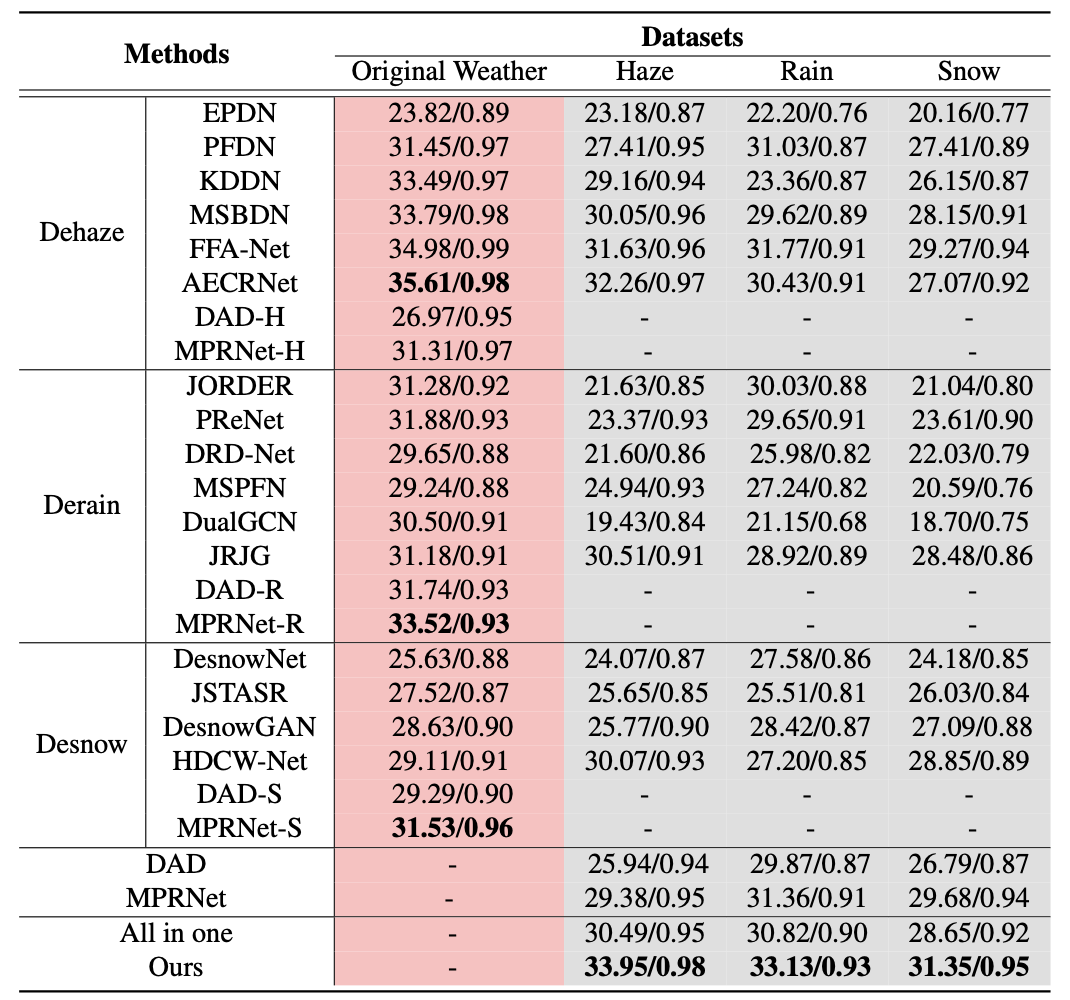 Methods Datasets
Original Weather Haze Rain Snow
EPDN 23.82/0.89 23.18/0.87 22.20/0.76 20.16/0.77
PFDN 31.45/0.97 27.41/0.95 31.03/0.87 27.41/0.89
KDDN 33.49/0.97 29.16/0.94 23.36/0.87 26.15/0.87
MSBDN 33.79/0.98 30.05/0.96 29.62/0.89 28.15/0.91
Dehaze FFA-Net 34.98/0.99 31.63/0.96 31.77/0.91 29.27/0.94
AECRNet 35.61/0.98 32.26/0.97 30.43/0.91 27.07/0.92
DAD-H 26.97/0.95 - - -
MPRNet-H 31.31/0.97 - - -
JORDER 31.28/0.92 21.63/0.85 30.03/0.88 21.04/0.80
PReNet 31.88/0.93 23.37/0.93 29.65/0.91 23.61/0.90
DRD-Net 29.65/0.88 21.60/0.86 25.98/0.82 22.03/0.79
Derain MSPFN 29.24/0.88 24.94/0.93 27.24/0.82 20.59/0.76
DualGCN 30.50/0.91 19.43/0.84 21.15/0.68 18.70/0.75
JRJG 31.18/0.91 30.51/0.91 28.92/0.89 28.48/0.86
DAD-R 31.74/0.93 - - -
MPRNet-R 33.52/0.93 - - -
DesnowNet 25.63/0.88 24.07/0.87 27.58/0.86 24.18/0.85
JSTASR 27.52/0.87 25.65/0.85 25.51/0.81 26.03/0.84
Desnow DesnowGAN 28.63/0.90 25.77/0.90 28.42/0.87 27.09/0.88
HDCW-Net 29.11/0.91 30.07/0.93 27.20/0.85 28.85/0.89
DAD-S 29.29/0.90 - - -
MPRNet-S 31.53/0.96 - - -
DAD - 25.94/0.94 29.87/0.87 26.79/0.87
MPRNet - 29.38/0.95 31.36/0.91 29.68/0.94
All in one - 30.49/0.95 30.82/0.90 28.65/0.92
Ours - 33.95/0.98 33.13/0.93 31.35/0.95